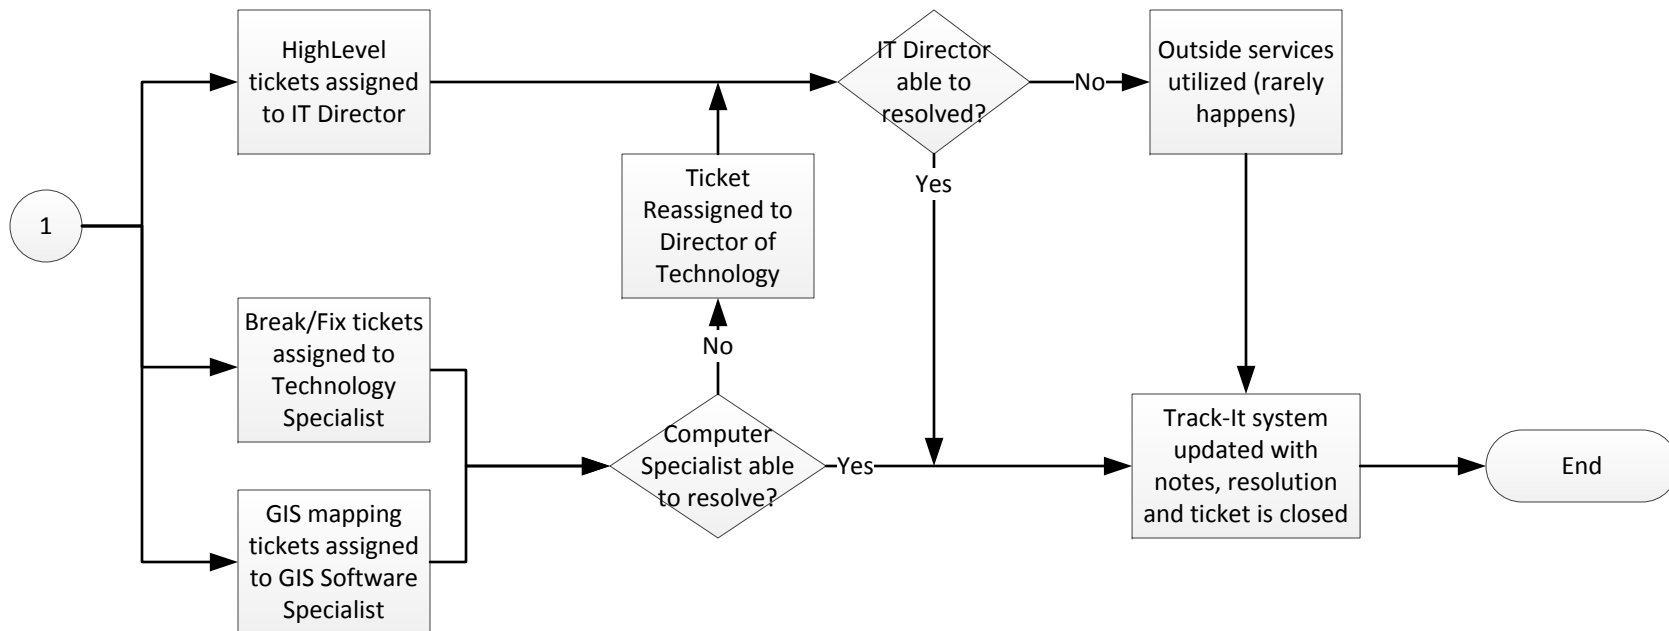 HighLevel
tickets assigned
to IT Director
IT Director
able to
resolved?
No
Outside services
utilized (rarely
happens)
Yes
1
Ticket
Reassigned to
Director of
Technology
Break/Fix tickets
assigned to
Technology
Specialist
No
Computer
Specialist able
to resolve?
Yes
Track-It system
updated with
notes, resolution
and ticket is closed
End
GIS mapping
tickets assigned
to GIS Software
Specialist